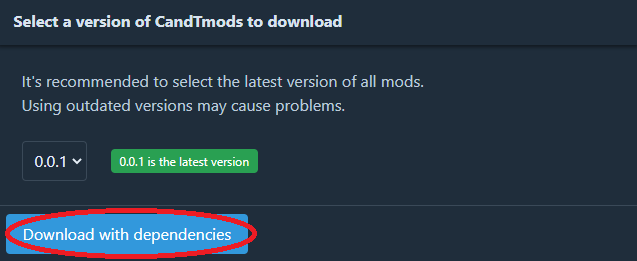 Select a version of CandTmods to download
It's recommended to select the latest version of all mods.
Using outdated versions may cause problems.
0.0.1
0.0.1 is the latest version
Download with dependencies